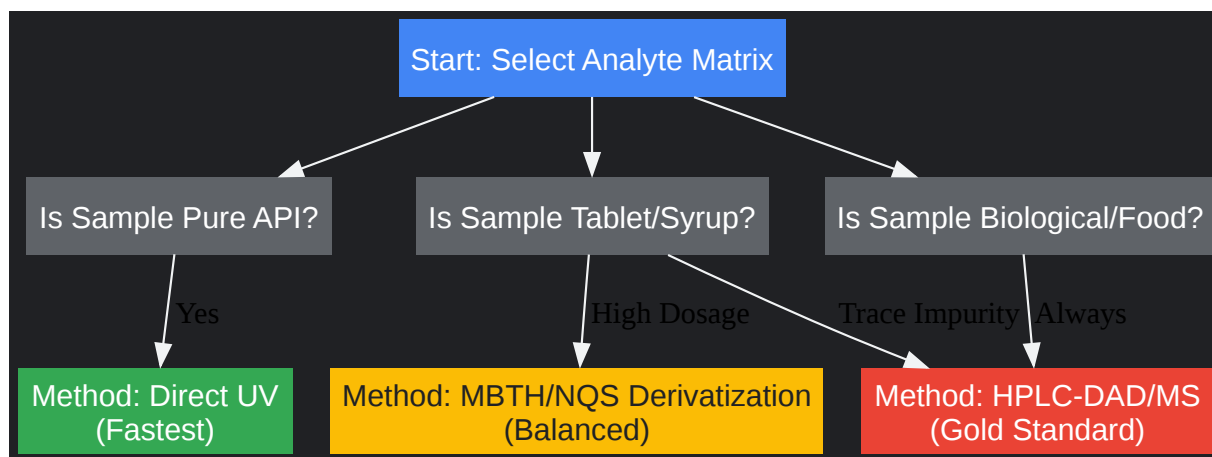 Start: Select Analyte Matrix
Is Sample Pure API?
Is Sample Tablet/Syrup?
Is Sample Biological/Food?
Yes
High Dosage
Trace Impurity
Always
Method: Direct UV
(Fastest)
Method: MBTH/NQS Derivatization
(Balanced)
Method: HPLC-DAD/MS
(Gold Standard)